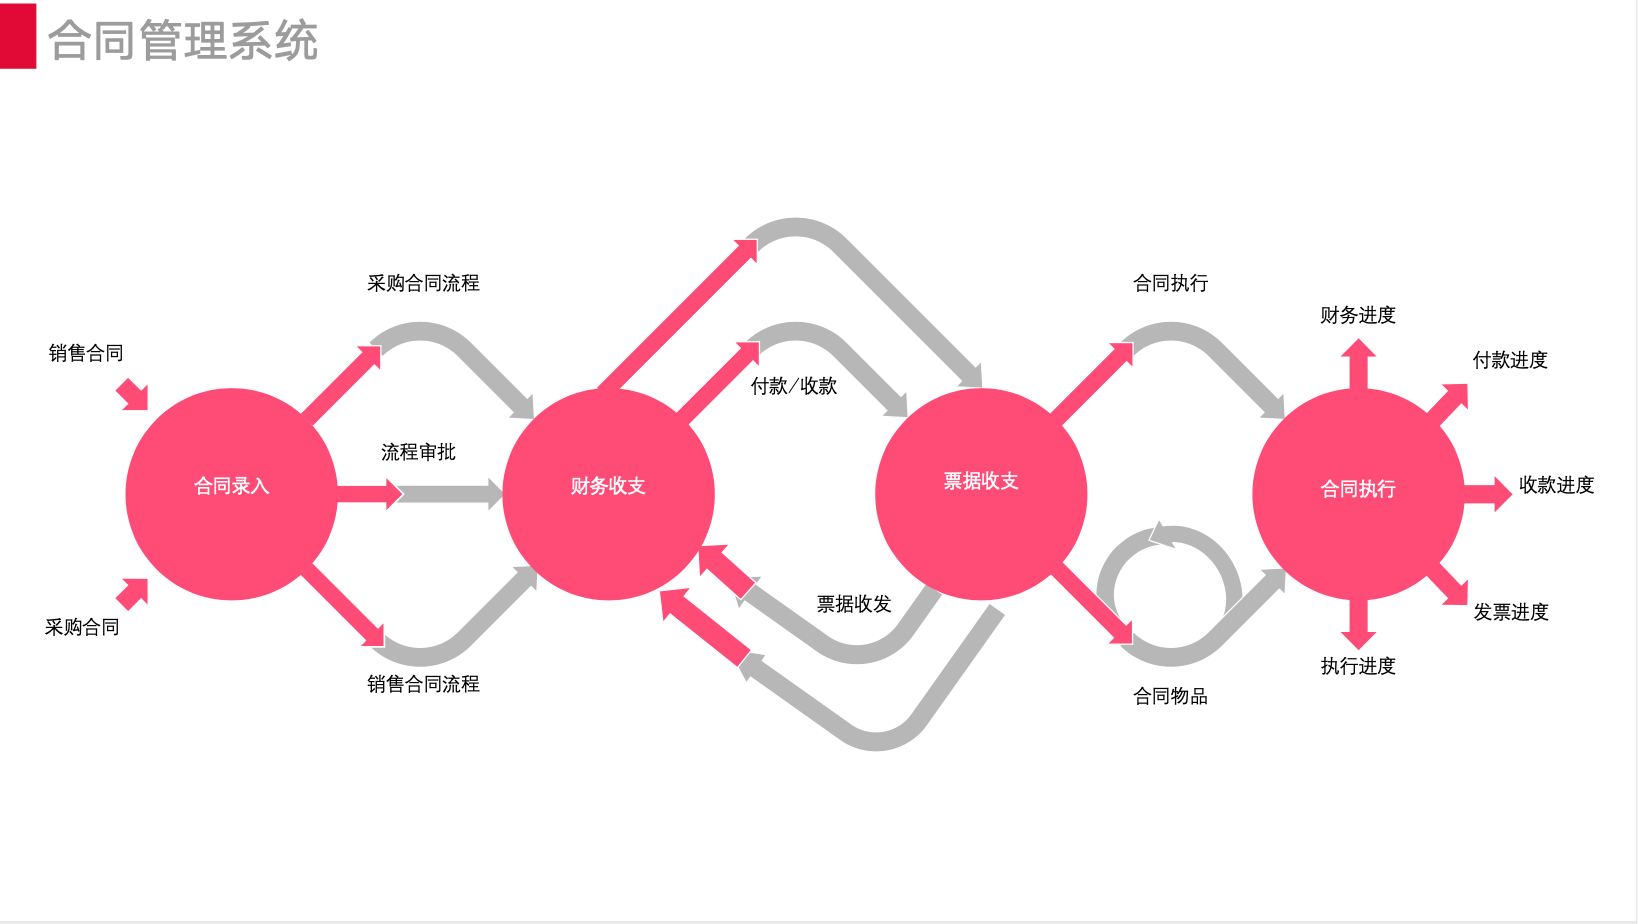 合同管理系统
采购合同流程
合同执行
财务进度
销售合同
付款进度
付款/收款
流程审批
合同录入
财务收支
票据收支
合同执行
收款进度
票据收发
发票进度
采购合同
执行进度
销售合同流程
合同物品